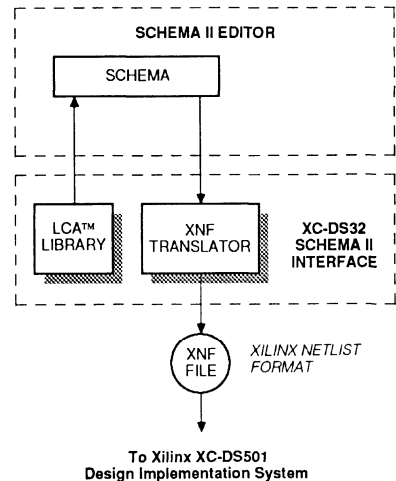 SCHEMA II EDITOR
SCHEMA
LCA™
LIBRARY
XNF
TRANSLATOR
XC-DS32
SCHEMA II
INTERFACE
XNF
FILE
XILINX NETLIST
FORMAT
To Xilinx XC-DS501
Design Implementation System